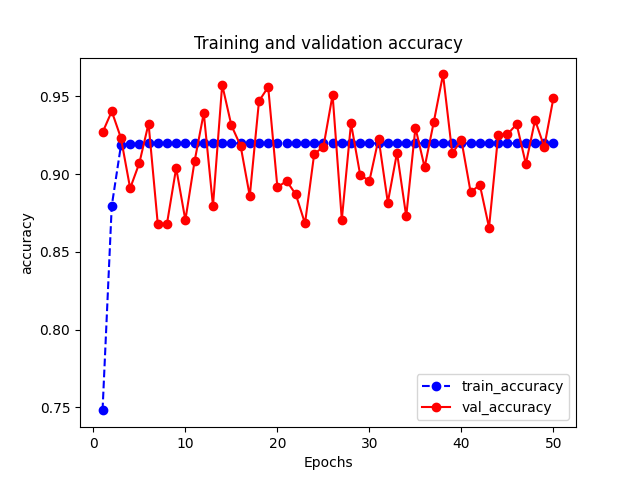 Training and validation accuracy
0.95
0.90
0.85
0.80
0.75
accuracy
train_accuracy
val_accuracy
0 10 20 30 40 50
Epochs